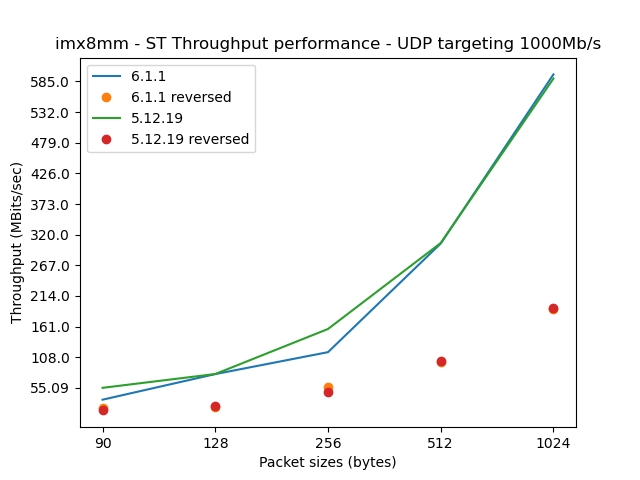 imx8mm - ST Throughput performance - UDP targeting 1000Mb/s
6.1.1
6.1.1 reversed
5.12.19
5.12.19 reversed
Throughput (MBits/sec)
585.0
532.0
479.0
426.0
373.0
320.0
267.0
214.0
161.0
108.0
55.09
90 128 256 512 1024
Packet sizes (bytes)